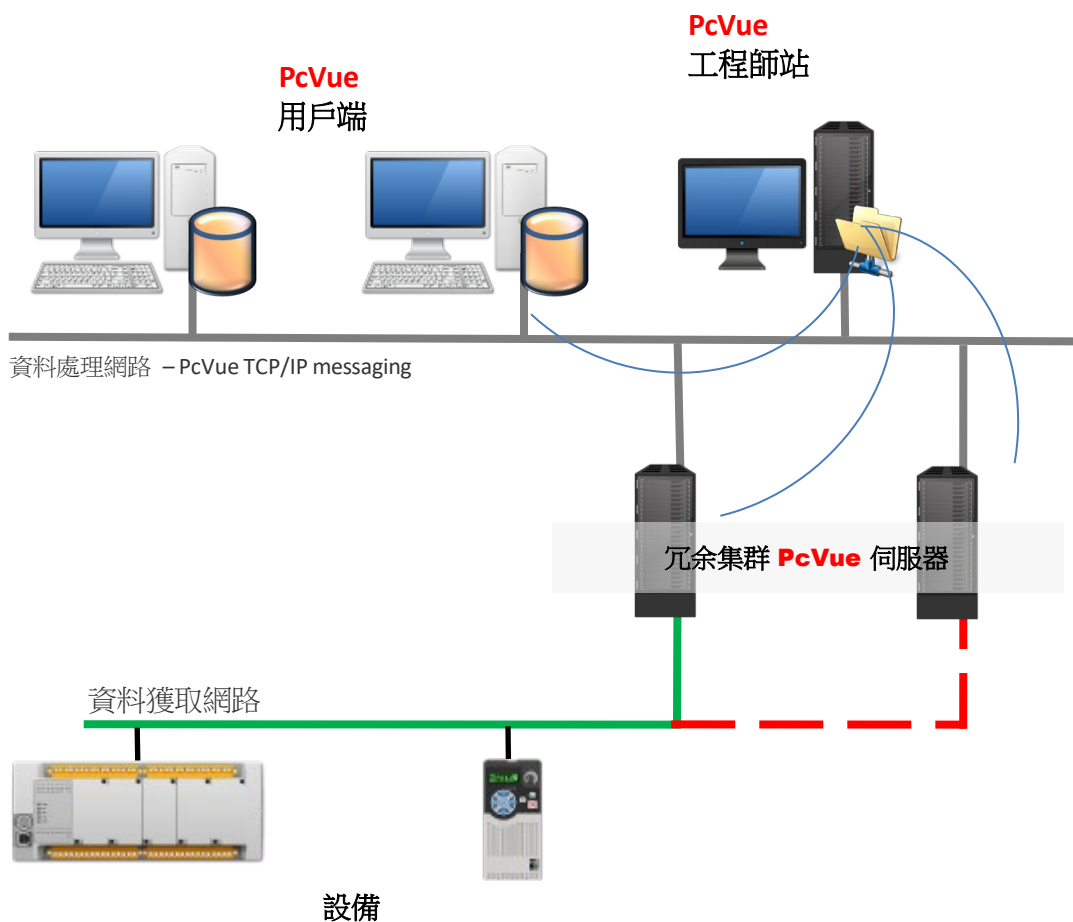 PcVue
工程師站
PcVue
用戶端
資料處理網路 – PcVue TCP/IP messaging
冗余集群 PcVue 伺服器
資料獲取網路
設備